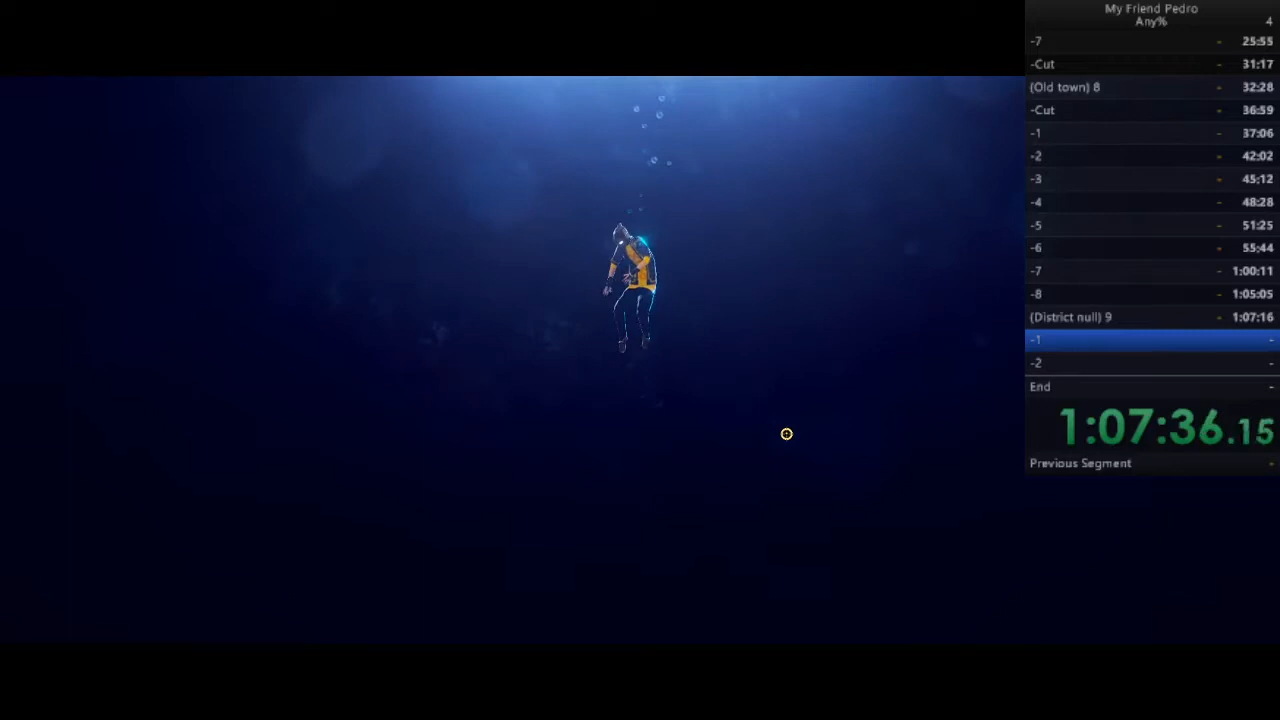 My Friend Pedro
Any% 4
-7 - 25:55
-Cut - 31:17
(Old town) 8 - 32:28
-Cut - 36:59
-1 - 37:06
-2 - 42:02
-3 - 45:12
-4 - 48:28
-5 - 51:25
-6 - 55:44
-7 - 1:00:11
-8 - 1:05:05
(District null) 9 - 1:07:16
-1 -
-2 -
End -
1:07:36.15
Previous Segment -